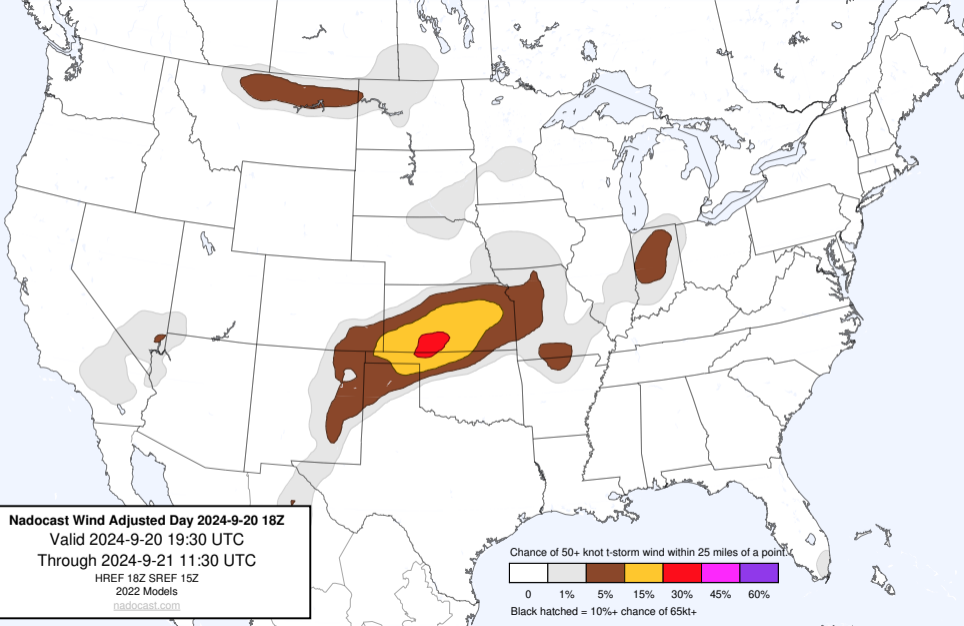 Nadocast Wind Adjusted Day 2024-9-20 18Z
Valid 2024-9-20 19:30 UTC
Through 2024-9-21 11:30 UTC
HREF 18Z SREF 15Z
2022 Models
nadocast.com
Chance of 50+ knot t-storm wind within 25 miles of a point.
0 1% 5% 15% 30% 45% 60%
Black hatched = 10%+ chance of 65kt+